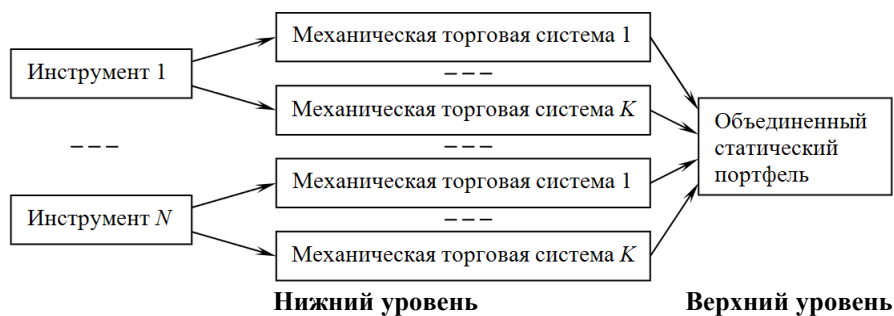 Механическая торговая система 1
Инструмент 1
Механическая торговая система K
Объединенный
статический
портфель
Механическая торговая система 1
Инструмент N
Механическая торговая система K
Нижний уровень
Верхний уровень